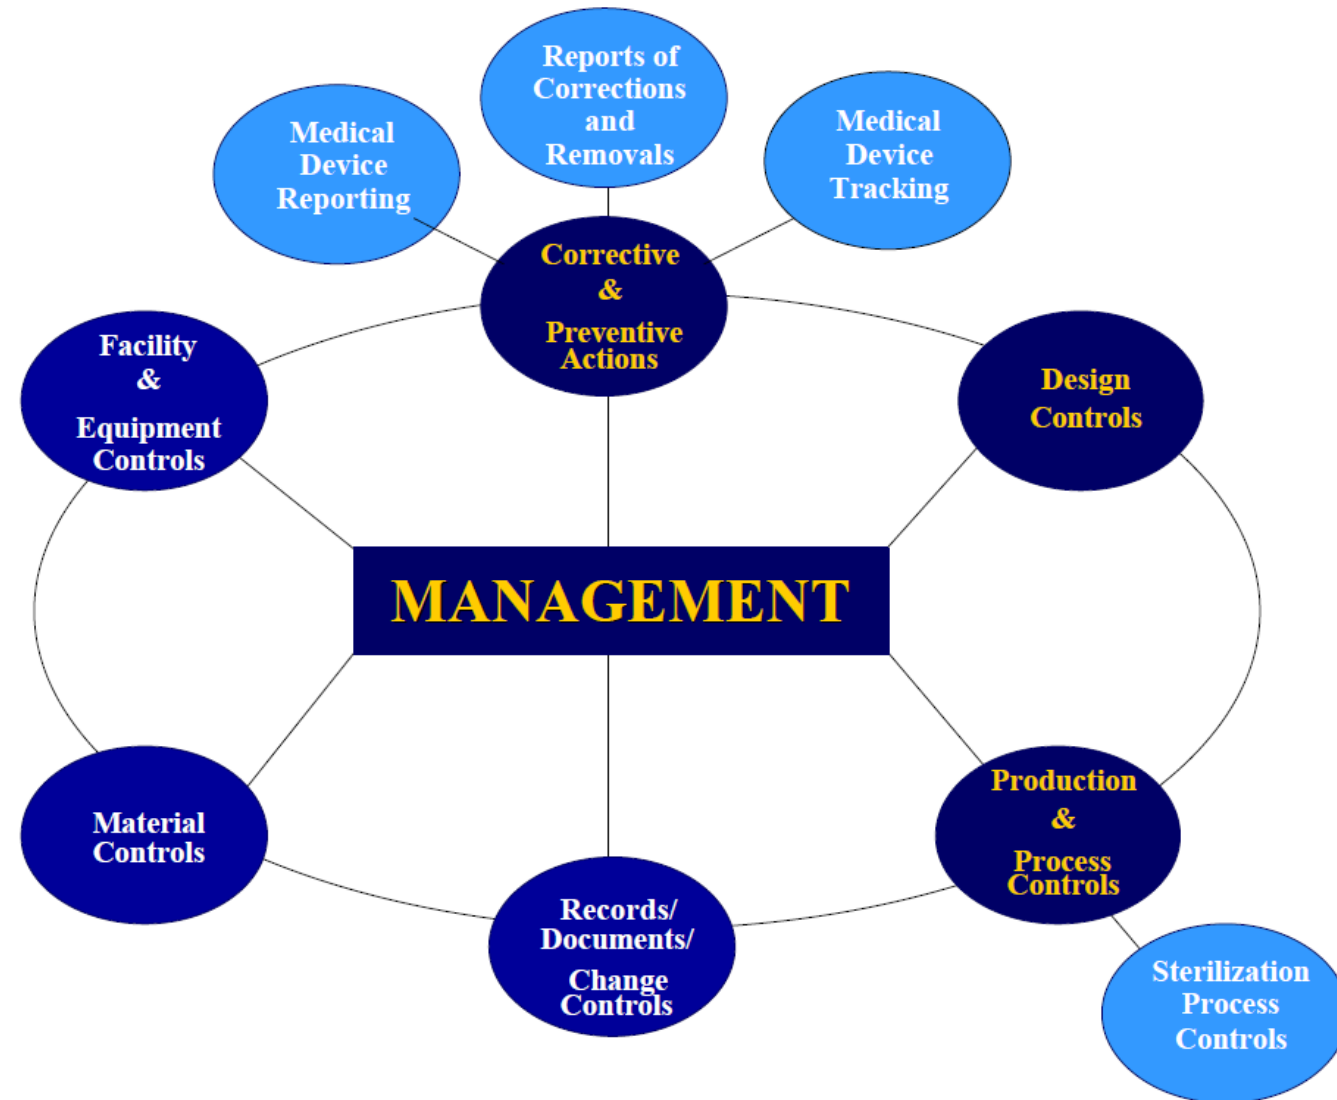 Reports of
Corrections
and
Removals
Medical
Device
Reporting
Medical
Device
Tracking
Corrective
&
Preventive
Actions
Facility
&
Equipment
Controls
Design
Controls
MANAGEMENT
Material
Controls
Production
&
Process
Controls
Records/
Documents/
Change
Controls
Sterilization
Process
Controls